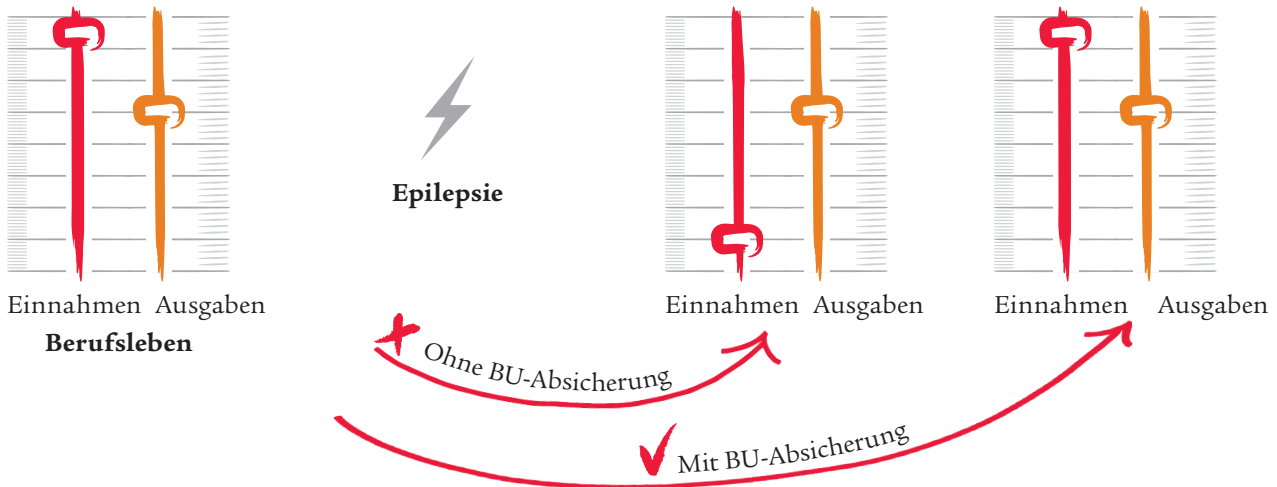 Epilepsie
Einnahmen Ausgaben
Berufsleben
Einnahmen Ausgaben
Einnahmen Ausgaben
Ohne BU-Absicherung
Mit BU-Absicherung